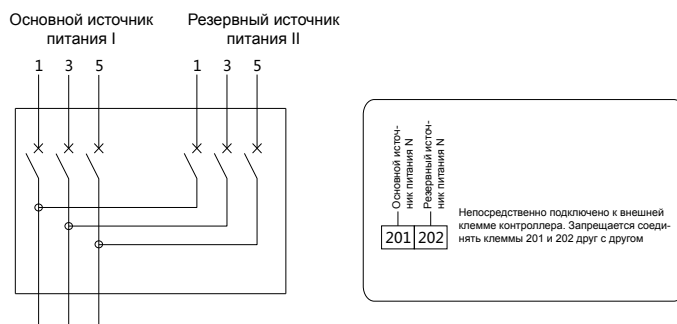 Основной источник
питания I
Резервный источник
питания II
1 3 5
1 3 5
Основной источ-
ник питания N
Резервный источ-
ник питания N
201 202
Непосредственно подключено к внешней
клемме контроллера. Запрещается соеди-
нять клеммы 201 и 202 друг с другом